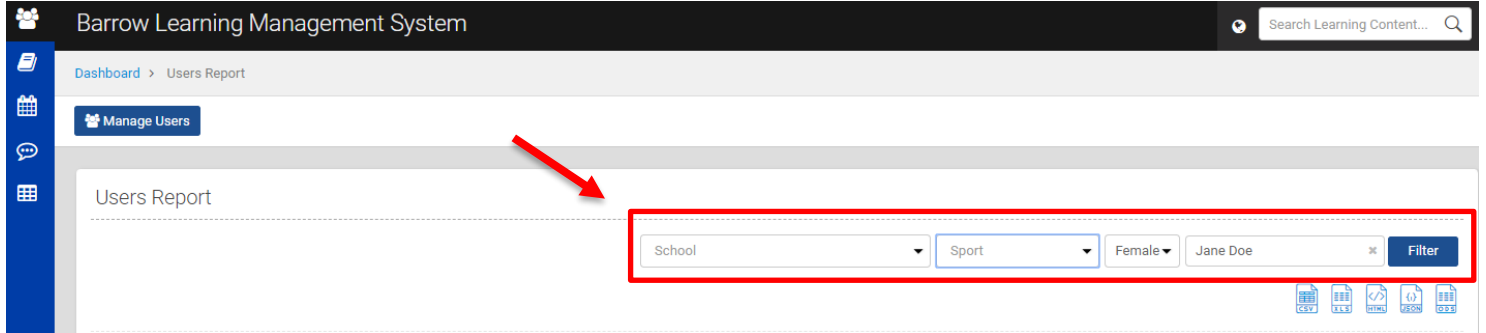 Barrow Learning Management System
Search Learning Content...
Dashboard > Users Report
Manage Users
Users Report
School Sport Female Jane Doe Filter
CSV XLS HTML JSON ODS